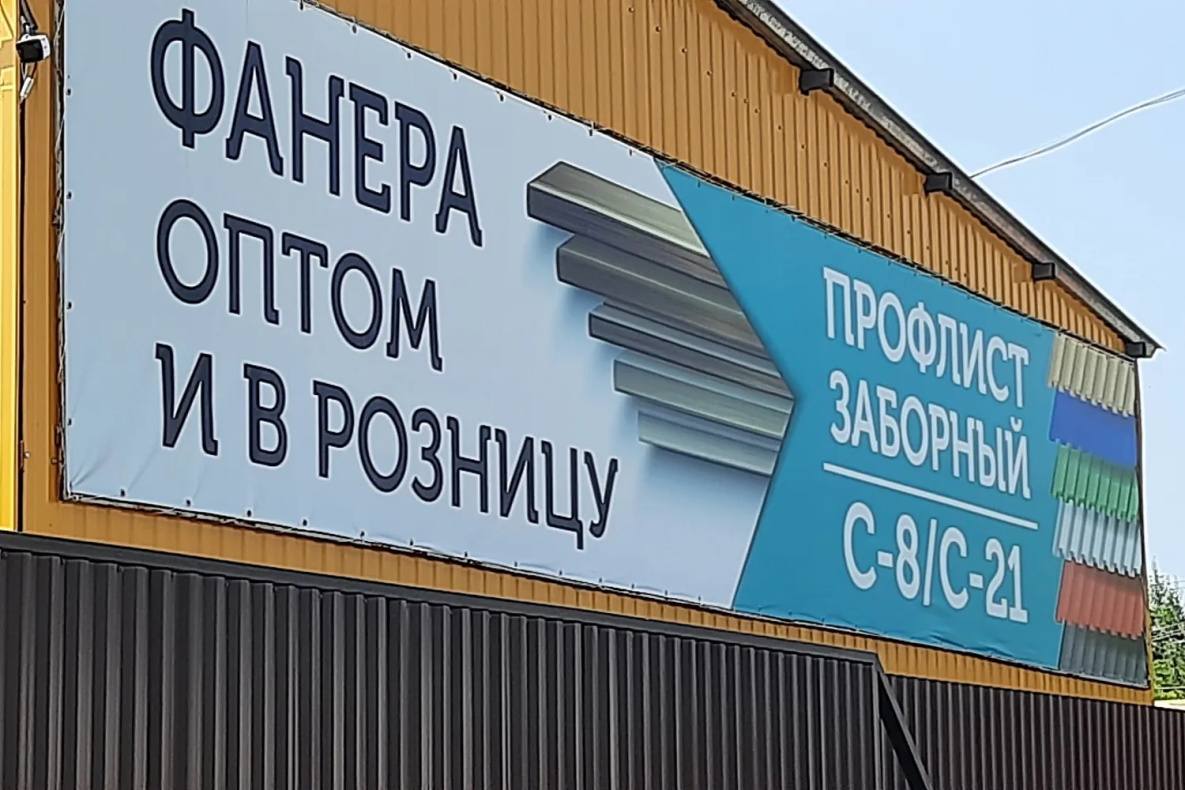 ФАНЕРА
ОПТОМ
И В РОЗНИЦУ
ПРОФЛИСТ
ЗАБОРНЫЙ
С-8/С-21